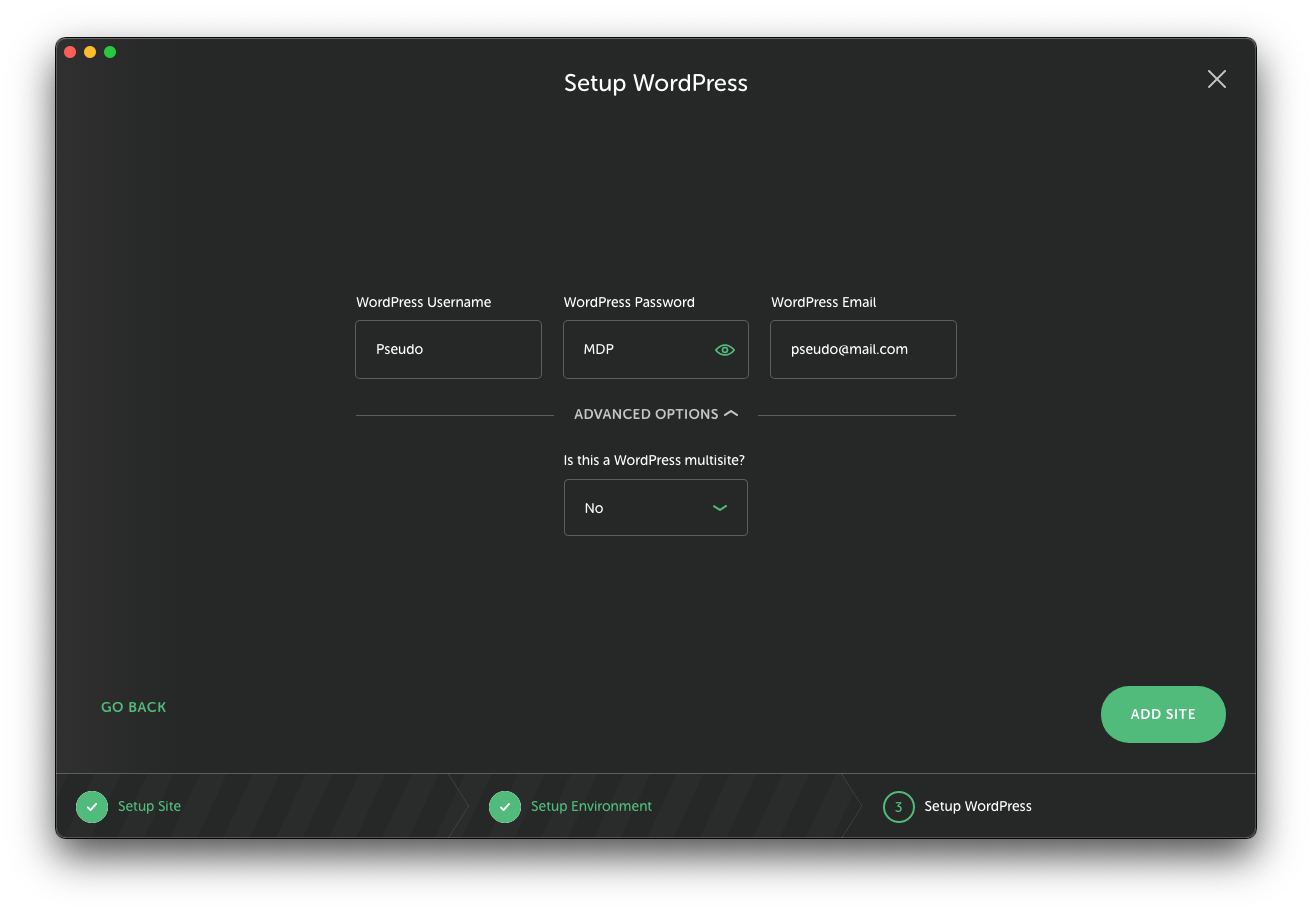 Setup WordPress
WordPress Username
WordPress Password
WordPress Email
Pseudo
MDP
pseudo@mail.com
ADVANCED OPTIONS
Is this a WordPress multisite?
No
GO BACK
ADD SITE
Setup Site
Setup Environment
3 Setup WordPress